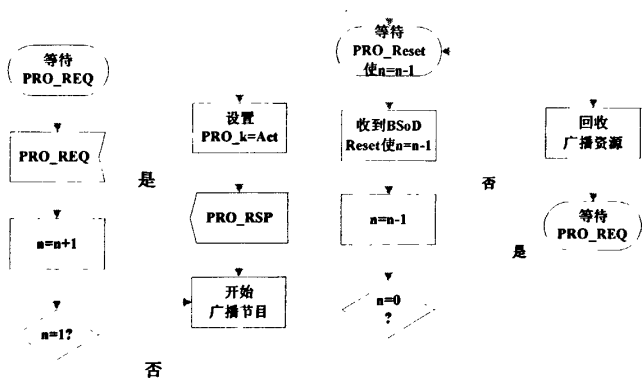 等待
PRO_REQ
PRO_REQ
n=n+1
n=1?
是
否
设置
PRO_k=Act
PRO_RSP
开始
广播节目
等待
PRO_Reset
使n=n-1
收到BSoD
Reset使n=n-1
n=n-1
n=0
?
否
是
回收
广播资源
等待
PRO_REQ